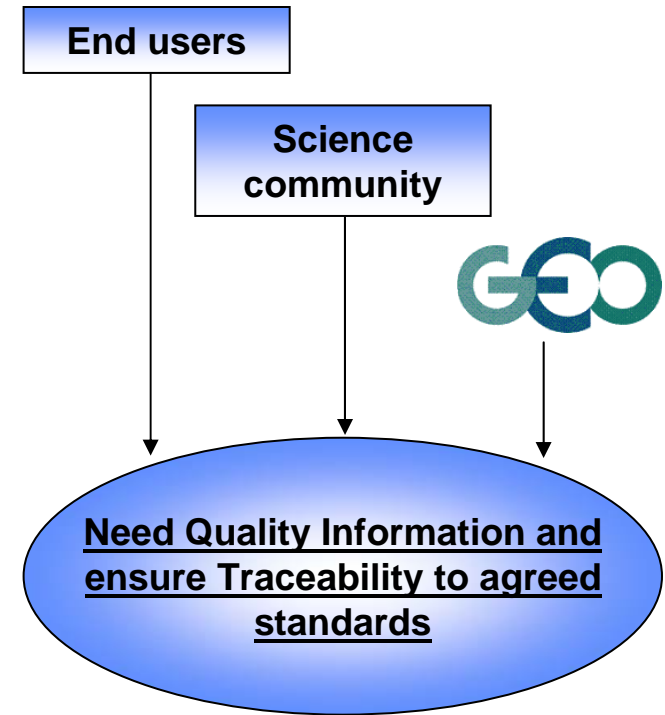 End users
Science
community
GEO
Need Quality Information and
ensure Traceability to agreed
standards